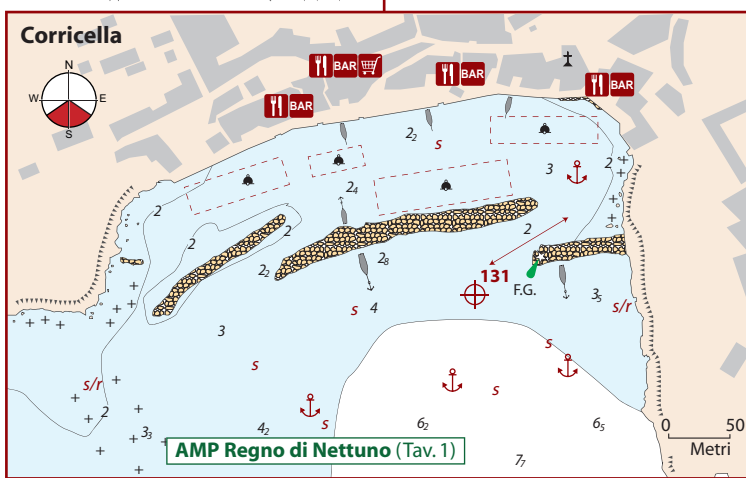 Corricella
N
W E
S
BAR
BAR
BAR
BAR
2₂
s
3
2
2₄
2
2
2
2
2₂
2₈
131
F.G.
3₅
s/r
s
4
3
s
s
s/r
2
s
3₃
4₂
s
6₂
6₅
7₇
AMP Regno di Nettuno (Tav. 1)
0 50
Metri